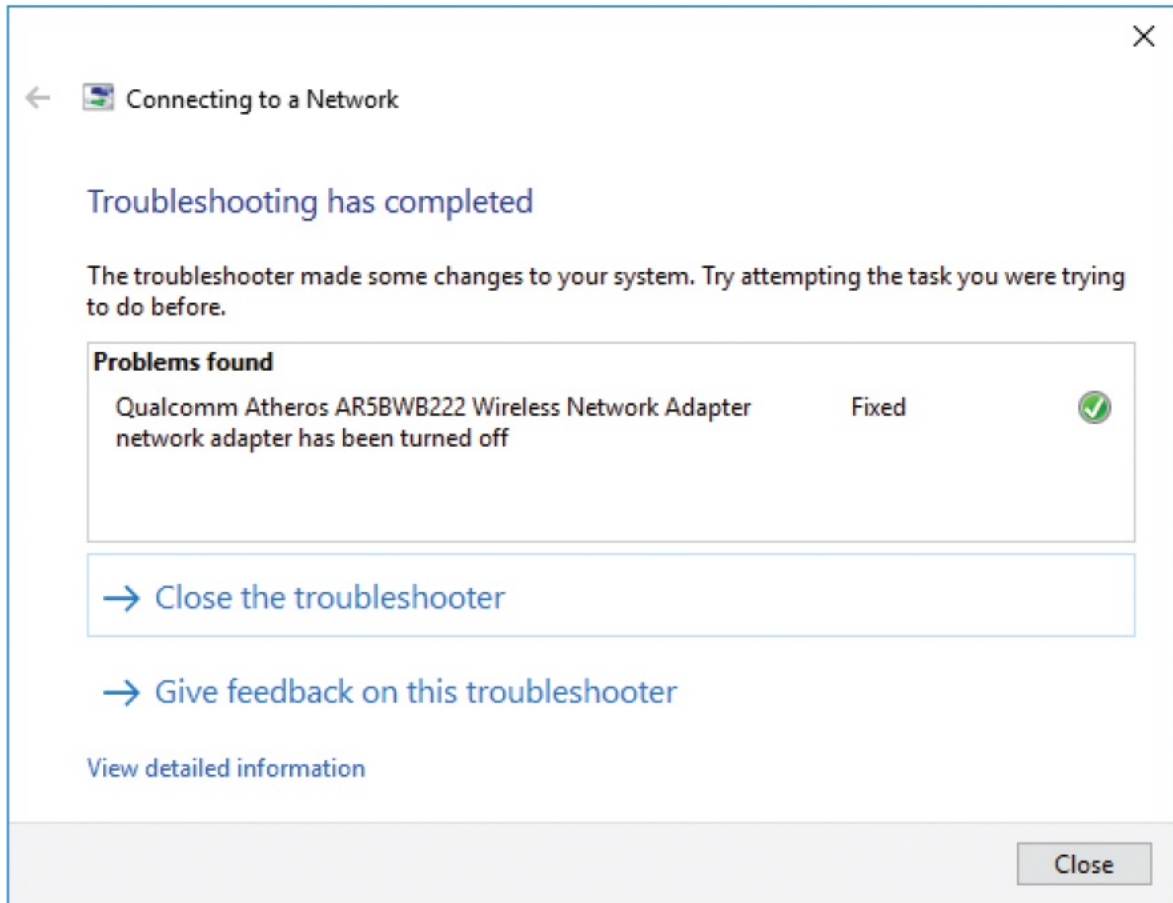 Connecting to a Network
Troubleshooting has completed
The troubleshooter made some changes to your system. Try attempting the task you were trying
to do before.
Problems found
Qualcomm Atheros AR5BWB222 Wireless Network Adapter Fixed
network adapter has been turned off
Close the troubleshooter
Give feedback on this troubleshooter
View detailed information
Close